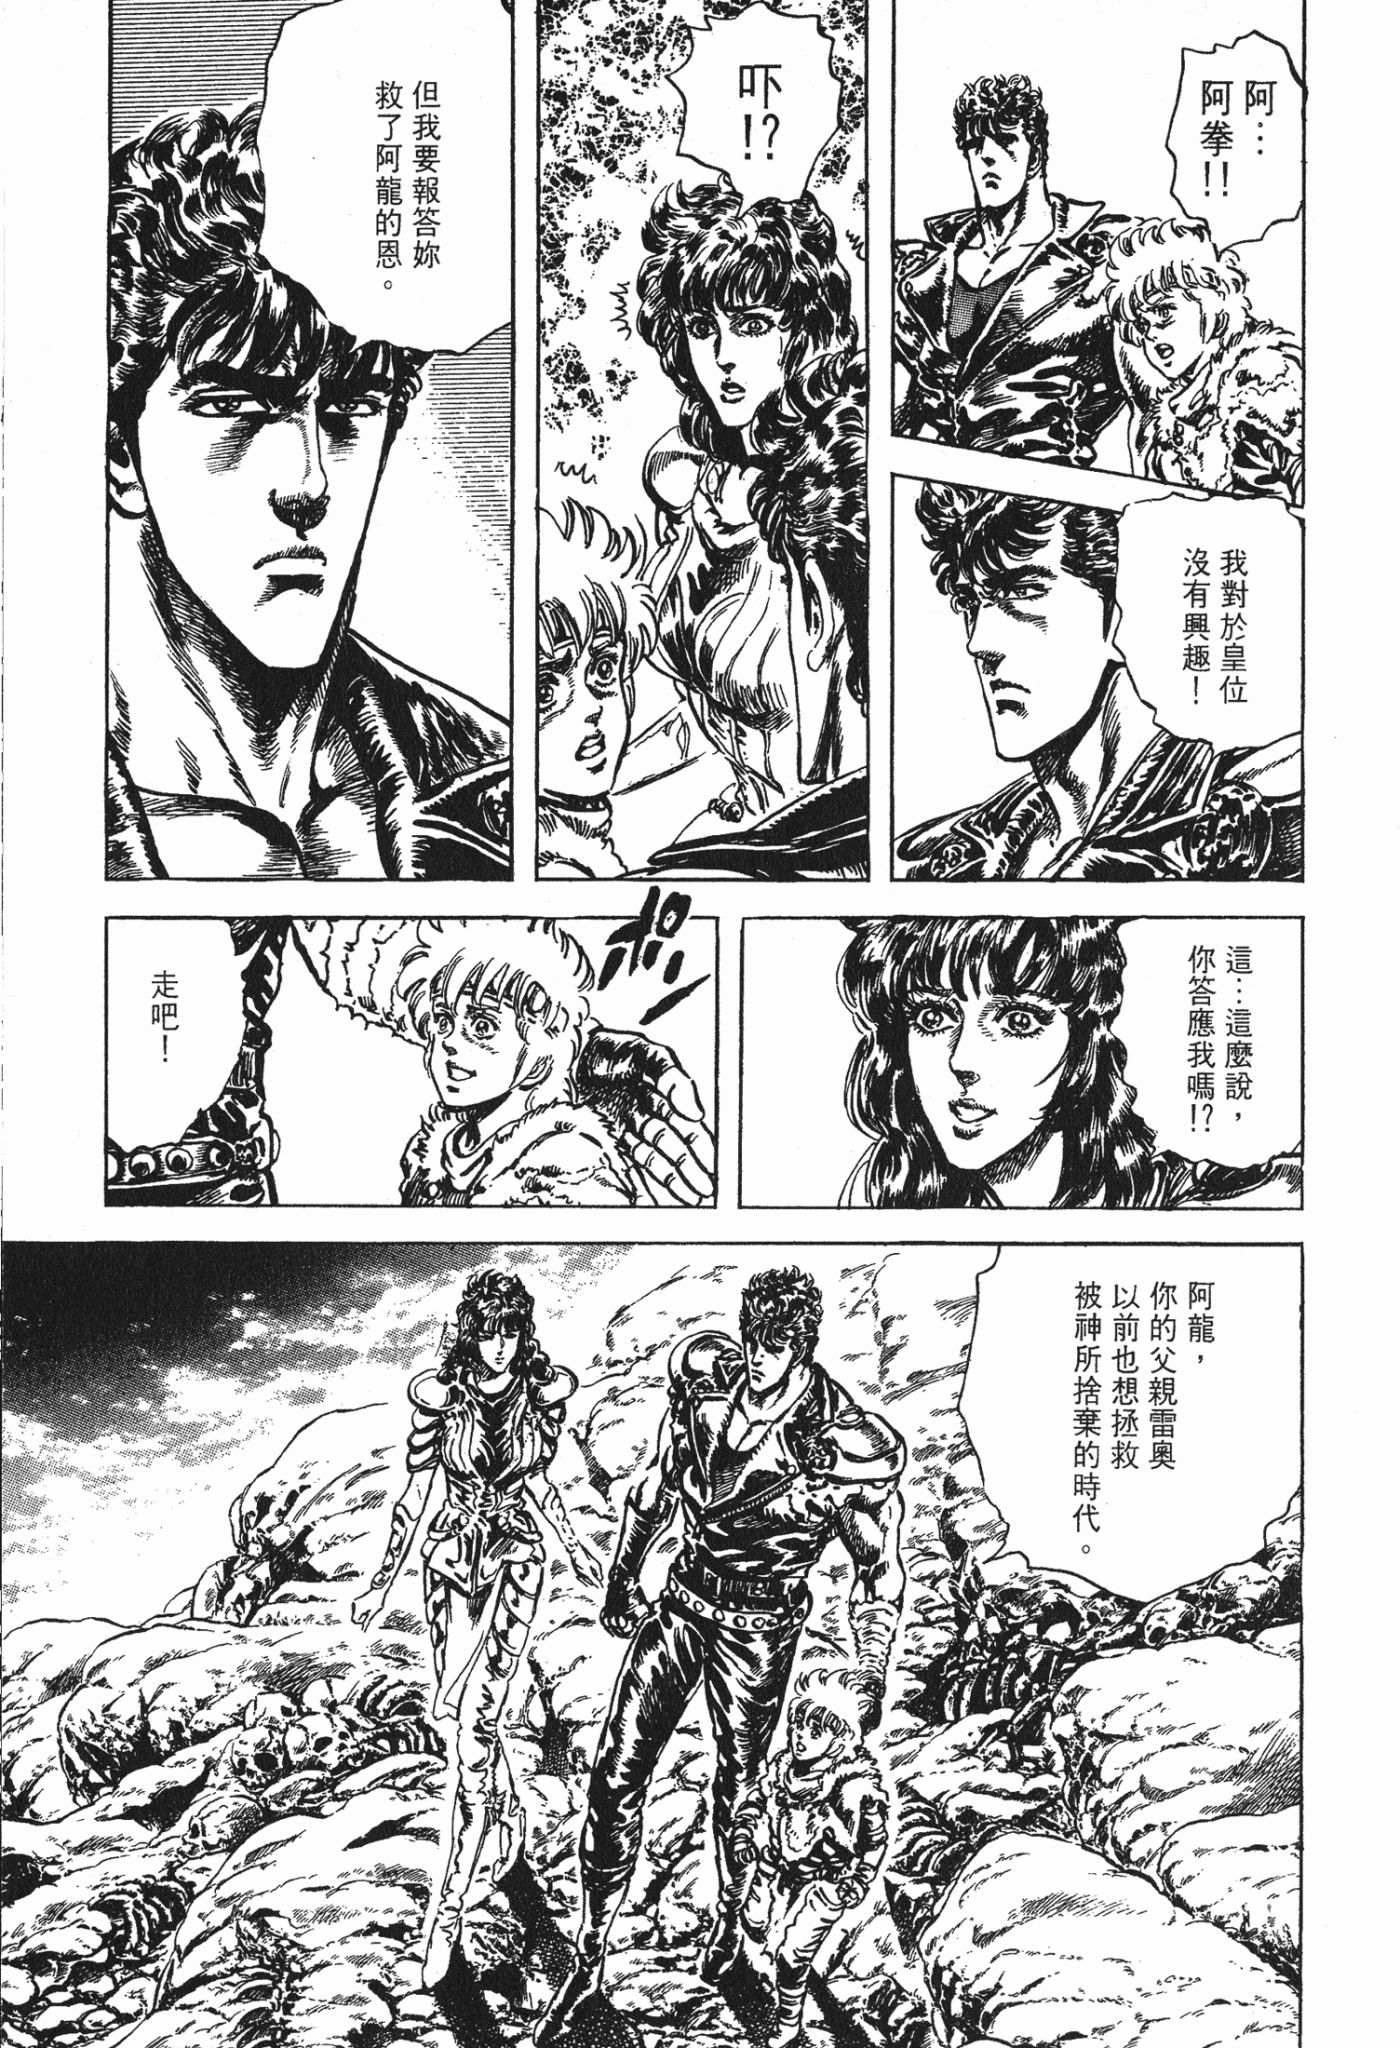 阿…
阿拳!!
我對於皇位
沒有興趣！
吓!?
但我要報答妳
救了阿龍的恩。
這…這麼說，
你答應我嗎!?
ポン
走吧！
阿龍，
你的父親雷奧
以前也想拯救
被神所捨棄的時代。